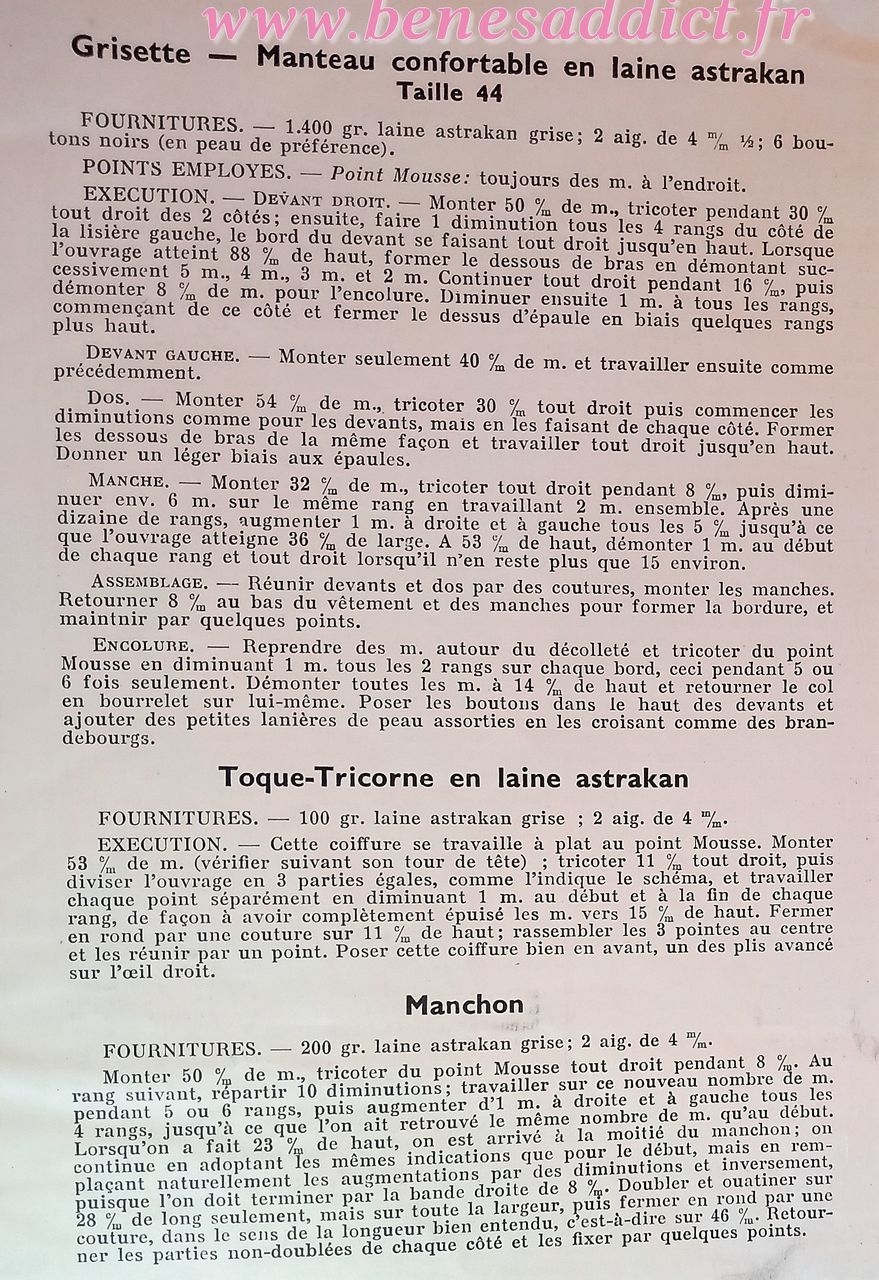 www.benesaddict.fr
Grisette — Manteau confortable en laine astrakan
Taille 44
FOURNITURES. — 1.400 gr. laine astrakan grise; 2 aig. de 4 m/m ½; 6 bou-
tons noirs (en peau de préférence).
POINTS EMPLOYES. — Point Mousse: toujours des m. à l'endroit.
EXECUTION. — DEVANT DROIT. — Monter 50 c/m de m., tricoter pendant 30 c/m
tout droit des 2 côtés; ensuite, faire 1 diminution tous les 4 rangs du côté de
la lisière gauche, le bord du devant se faisant tout droit jusqu'en haut. Lorsque
l'ouvrage atteint 88 c/m de haut, former le dessous de bras en démontant suc-
cessivement 5 m., 4 m., 3 m. et 2 m. Continuer tout droit pendant 16 c/m, puis
démonter 8 c/m de m. pour l'encolure. Diminuer ensuite 1 m. à tous les rangs,
commençant de ce côté et fermer le dessus d'épaule en biais quelques rangs
plus haut.
DEVANT GAUCHE. — Monter seulement 40 c/m de m. et travailler ensuite comme
précédemment.
DOS. — Monter 54 c/m de m., tricoter 30 c/m tout droit puis commencer les
diminutions comme pour les devants, mais en les faisant de chaque côté. Former
les dessous de bras de la même façon et travailler tout droit jusqu'en haut.
Donner un léger biais aux épaules.
MANCHE. — Monter 32 c/m de m., tricoter tout droit pendant 8 c/m, puis dimi-
nuer env. 6 m. sur le même rang en travaillant 2 m. ensemble. Après une
dizaine de rangs, augmenter 1 m. à droite et à gauche tous les 5 c/m jusqu'à ce
que l'ouvrage atteigne 36 c/m de large. A 53 c/m de haut, démonter 1 m. au début
de chaque rang et tout droit lorsqu'il n'en reste plus que 15 environ.
ASSEMBLAGE. — Réunir devants et dos par des coutures, monter les manches.
Retourner 8 c/m au bas du vêtement et des manches pour former la bordure, et
maintnir par quelques points.
ENCOLURE. — Reprendre des m. autour du décolleté et tricoter du point
Mousse en diminuant 1 m. tous les 2 rangs sur chaque bord, ceci pendant 5 ou
6 fois seulement. Démonter toutes les m. à 14 c/m de haut et retourner le col
en bourrelet sur lui-même. Poser les boutons dans le haut des devants et
ajouter des petites lanières de peau assorties en les croisant comme des bran-
debourgs.
Toque-Tricorne en laine astrakan
FOURNITURES. — 100 gr. laine astrakan grise ; 2 aig. de 4 m/m.
EXECUTION. — Cette coiffure se travaille à plat au point Mousse. Monter
53 c/m de m. (vérifier suivant son tour de tête) ; tricoter 11 c/m tout droit, puis
diviser l'ouvrage en 3 parties égales, comme l'indique le schéma, et travailler
chaque point séparément en diminuant 1 m. au début et à la fin de chaque
rang, de façon à avoir complètement épuisé les m. vers 15 c/m de haut. Fermer
en rond par une couture sur 11 c/m de haut; rassembler les 3 pointes au centre
et les réunir par un point. Poser cette coiffure bien en avant, un des plis avancé
sur l'œil droit.
Manchon
FOURNITURES. — 200 gr. laine astrakan grise; 2 aig. de 4 m/m.
Monter 50 c/m de m., tricoter du point Mousse tout droit pendant 8 c/m. Au
rang suivant, répartir 10 diminutions; travailler sur ce nouveau nombre de m.
pendant 5 ou 6 rangs, puis augmenter d'1 m. à droite et à gauche tous les
4 rangs, jusqu'à ce que l'on ait retrouvé le même nombre de m. qu'au début.
Lorsqu'on a fait 23 c/m de haut, on est arrivé à la moitié du manchon; on
continue en adoptant les mêmes indications que pour le début, mais en rem-
plaçant naturellement les augmentations par des diminutions et inversement,
puisque l'on doit terminer par la bande droite de 8 c/m. Doubler et ouatiner sur
28 c/m de long seulement, mais sur toute la largeur, puis fermer en rond par une
couture, dans le sens de la longueur bien entendu, c'est-à-dire sur 46 c/m. Retour-
ner les parties non-doublées de chaque côté et les fixer par quelques points.